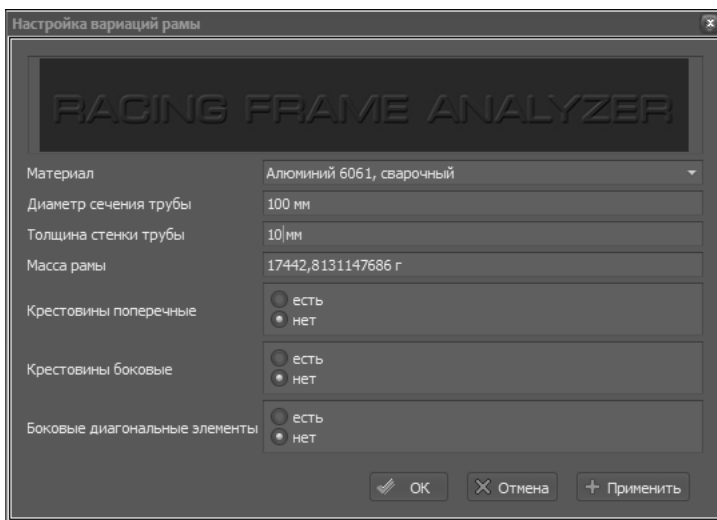 Настройка вариаций рамы
RACING FRAME ANALYZER
Материал
Алюминий 6061, сварочный
Диаметр сечения трубы
100 мм
Толщина стенки трубы
10 мм
Масса рамы
17442,8131147686 г
Крестовины поперечные
есть
нет
Крестовины боковые
есть
нет
Боковые диагональные элементы
есть
нет
ОК
Отмена
Применить